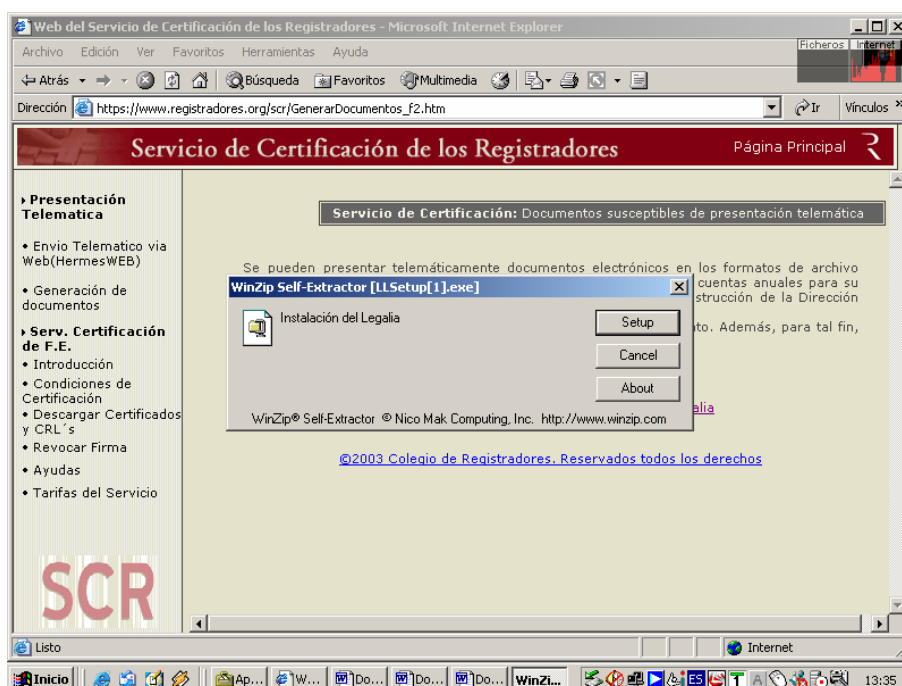 Web del Servicio de Certificación de los Registradores - Microsoft Internet Explorer
Archivo Edición Ver Favoritos Herramientas Ayuda
Ficheros Internet
Atrás Búsqueda Favoritos Multimedia
Dirección https://www.registradores.org/scr/GenerarDocumentos_f2.htm Ir Vínculos »
Servicio de Certificación de los Registradores Página Principal
Presentación
Telematica
Servicio de Certificación: Documentos susceptibles de presentación telemática
• Envio Telematico via
Web(HermesWEB)
• Generación de
documentos
Serv. Certificación
de F.E.
• Introducción
• Condiciones de
Certificación
• Descargar Certificados
y CRL´s
• Revocar Firma
• Ayudas
• Tarifas del Servicio
SCR
Se pueden presentar telemáticamente documentos electrónicos en los formatos de archivo
cuentas anuales para su
strucción de la Dirección
to. Además, para tal fin,
alia
WinZip Self-Extractor [LLSetup[1].exe]
Instalación del Legalia
Setup
Cancel
About
WinZip® Self-Extractor © Nico Mak Computing, Inc. http://www.winzip.com
©2003 Colegio de Registradores. Reservados todos los derechos
Listo Internet
Inicio Ap... W... Do... Do... Do... WinZi... ES 13:35